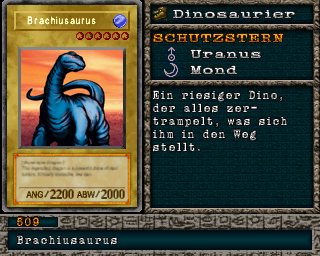 Brachiusaurus
ANG/2200 ABW/2000
Dinosaurier
SCHUTZSTERN
Uranus
Mond
Ein riesiger Dino,
der alles zer-
trampelt, was sich
ihm in den Weg
stellt.
509
Brachiusaurus